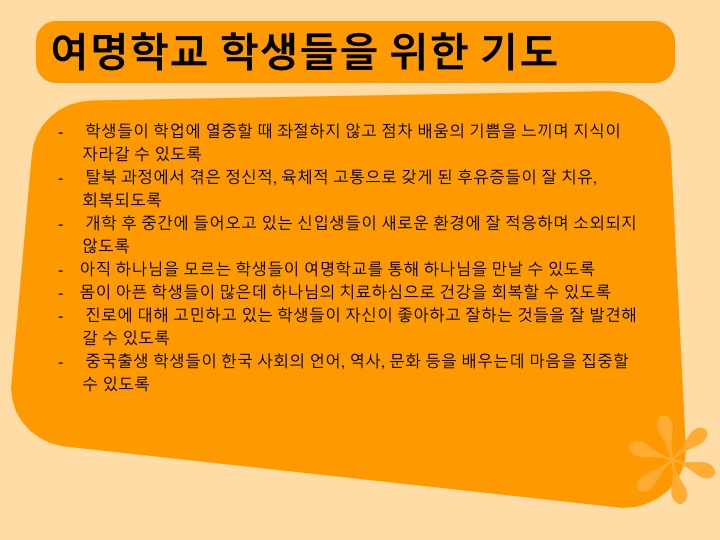 여명학교 학생들을 위한 기도
- 학생들이 학업에 열중할 때 좌절하지 않고 점차 배움의 기쁨을 느끼며 지식이
자라갈 수 있도록
- 탈북 과정에서 겪은 정신적, 육체적 고통으로 갖게 된 후유증들이 잘 치유,
회복되도록
- 개학 후 중간에 들어오고 있는 신입생들이 새로운 환경에 잘 적응하며 소외되지
않도록
- 아직 하나님을 모르는 학생들이 여명학교를 통해 하나님을 만날 수 있도록
- 몸이 아픈 학생들이 많은데 하나님의 치료하심으로 건강을 회복할 수 있도록
- 진로에 대해 고민하고 있는 학생들이 자신이 좋아하고 잘하는 것들을 잘 발견해
갈 수 있도록
- 중국출생 학생들이 한국 사회의 언어, 역사, 문화 등을 배우는데 마음을 집중할
수 있도록